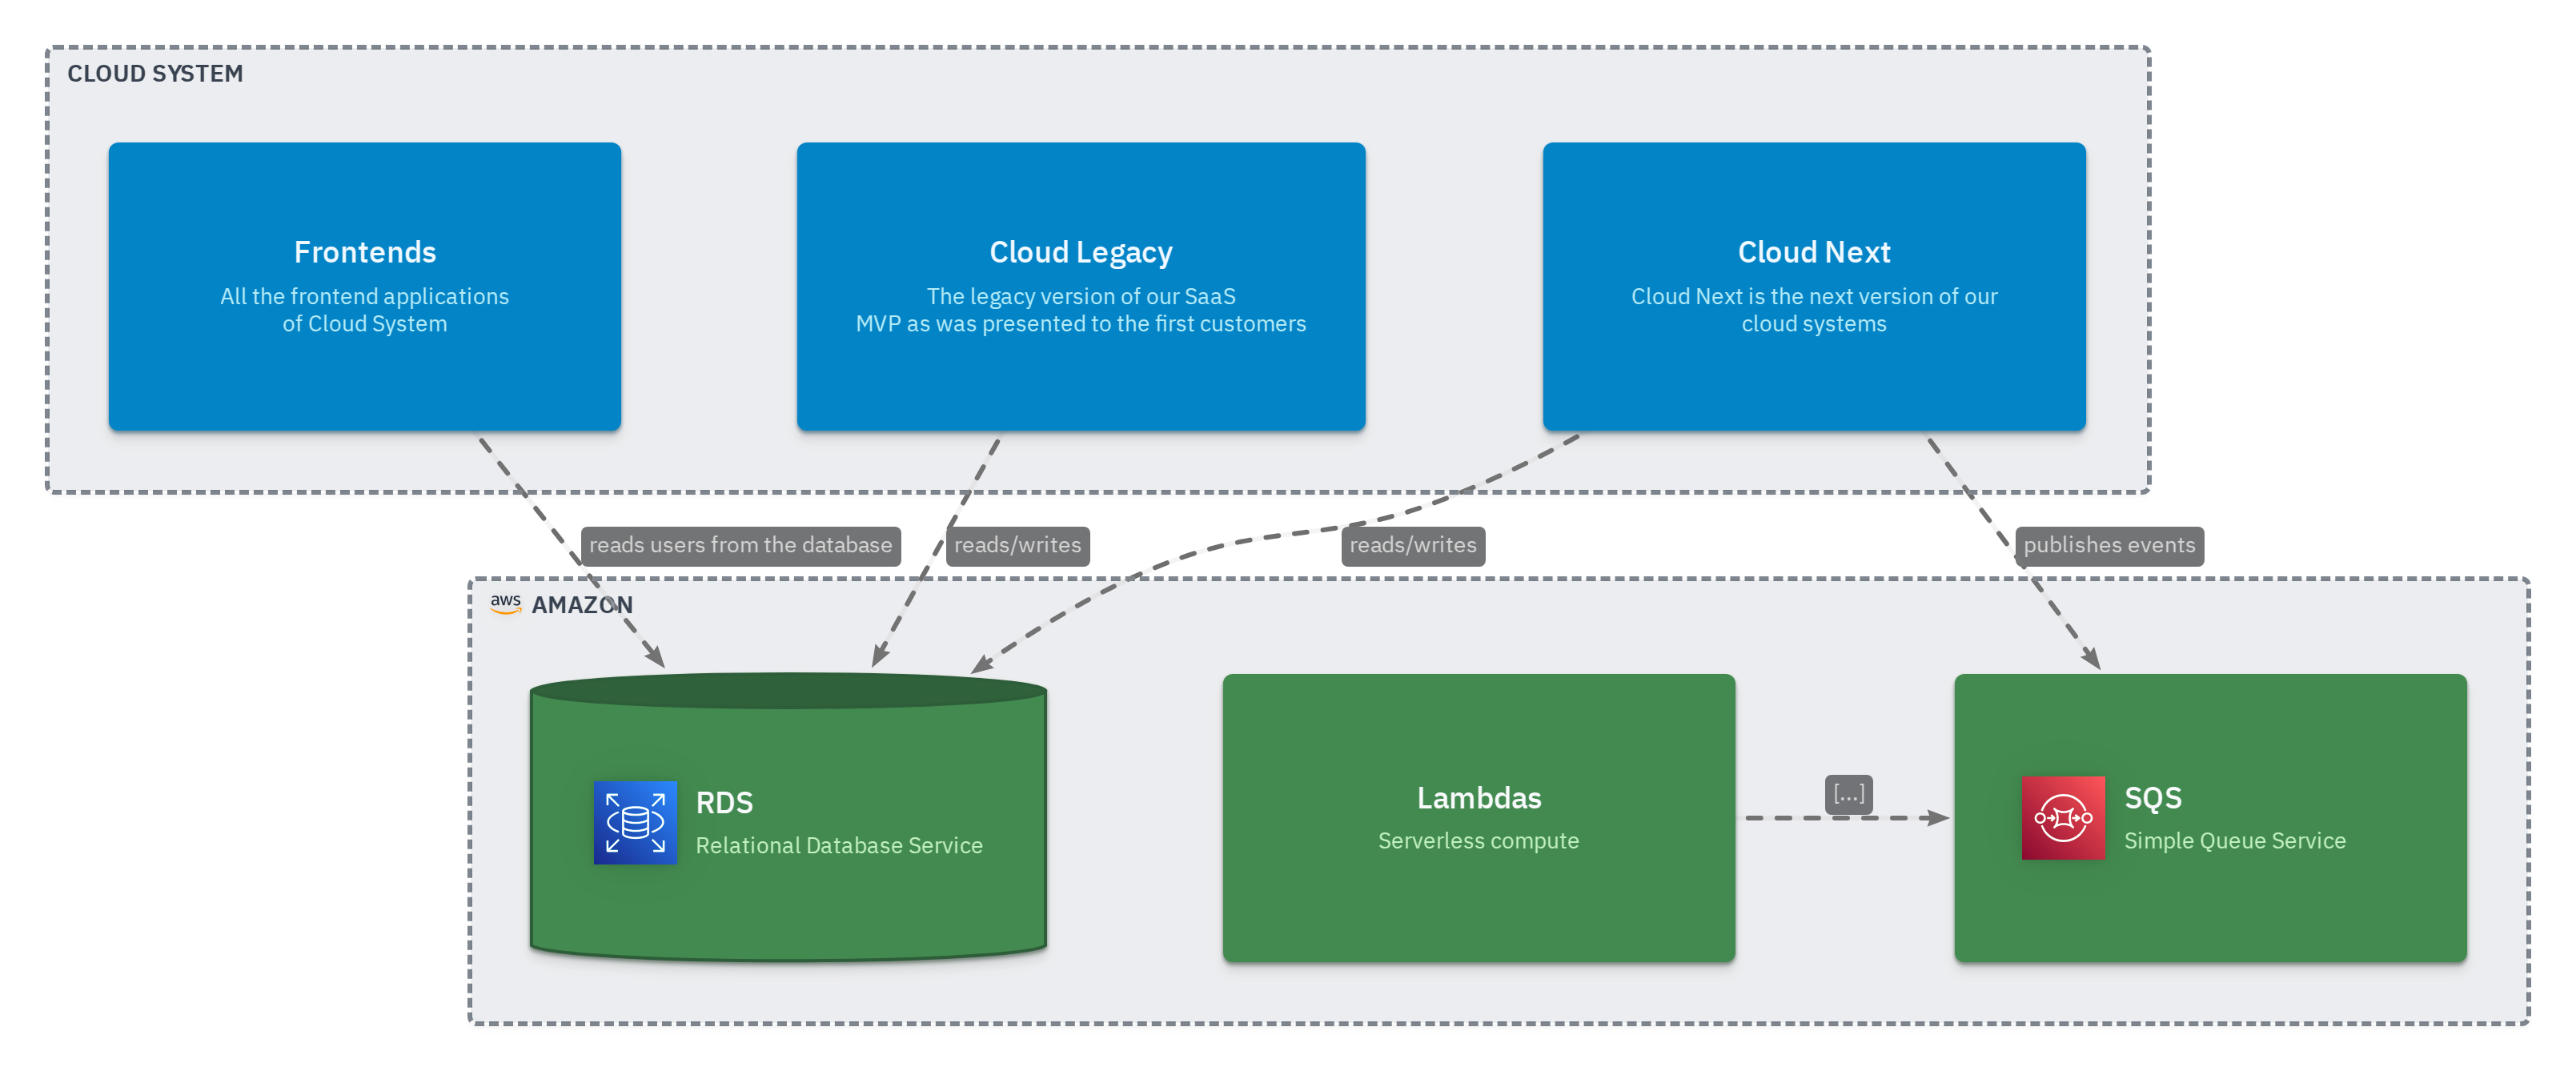 CLOUD SYSTEM
Frontends
All the frontend applications
of Cloud System
Cloud Legacy
The legacy version of our SaaS
MVP as was presented to the first customers
Cloud Next
Cloud Next is the next version of our
cloud systems
reads users from the database
reads/writes
reads/writes
publishes events
aws AMAZON
RDS
Relational Database Service
Lambdas
Serverless compute
[...]
SQS
Simple Queue Service